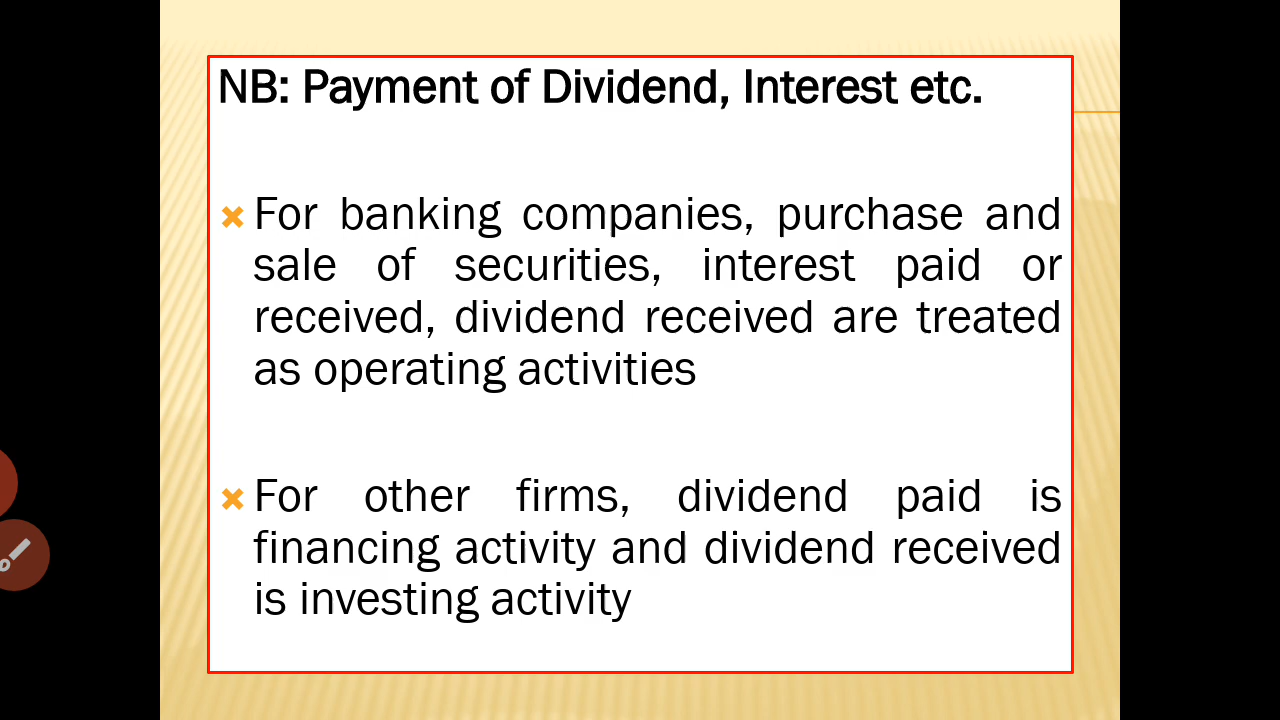 NB: Payment of Dividend, Interest etc.
For banking companies, purchase and
sale of securities, interest paid or
received, dividend received are treated
as operating activities
For other firms, dividend paid is
financing activity and dividend received
is investing activity